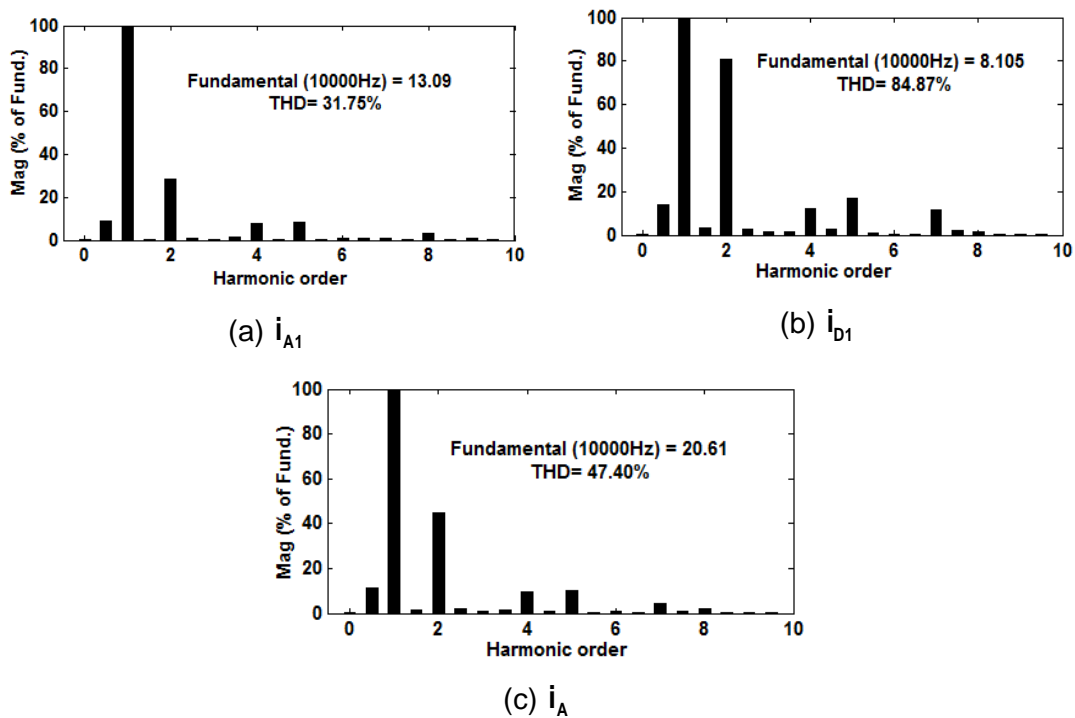 100
80
60
40
20
0
Mag (% of Fund.)
Fundamental (10000Hz) = 13.09
THD= 31.75%
0 2 4 6 8 10
Harmonic order
(a) iA1
100
80
60
40
20
0
Mag (% of Fund.)
Fundamental (10000Hz) = 8.105
THD= 84.87%
0 2 4 6 8 10
Harmonic order
(b) iD1
100
80
60
40
20
0
Mag (% of Fund.)
Fundamental (10000Hz) = 20.61
THD= 47.40%
0 2 4 6 8 10
Harmonic order
(c) iA